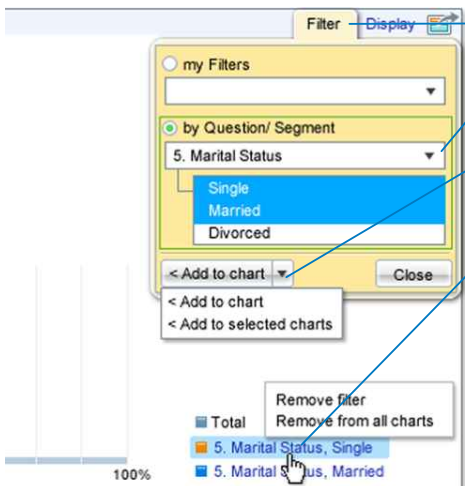 Filter Display
my Filters
by Question/ Segment
5. Marital Status
Single
Married
Divorced
< Add to chart Close
< Add to chart
< Add to selected charts
Remove filter
Remove from all charts
Total
5. Marital Status, Single
100% 5. Marital Status, Married